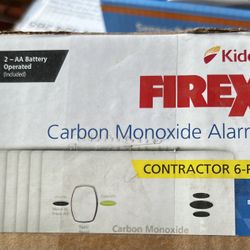 2 – AA Battery
Operated
(Included)
Kidd
FIREX
Carbon Monoxide Alarm
CONTRACTOR 6-P
Carbon Monoxide